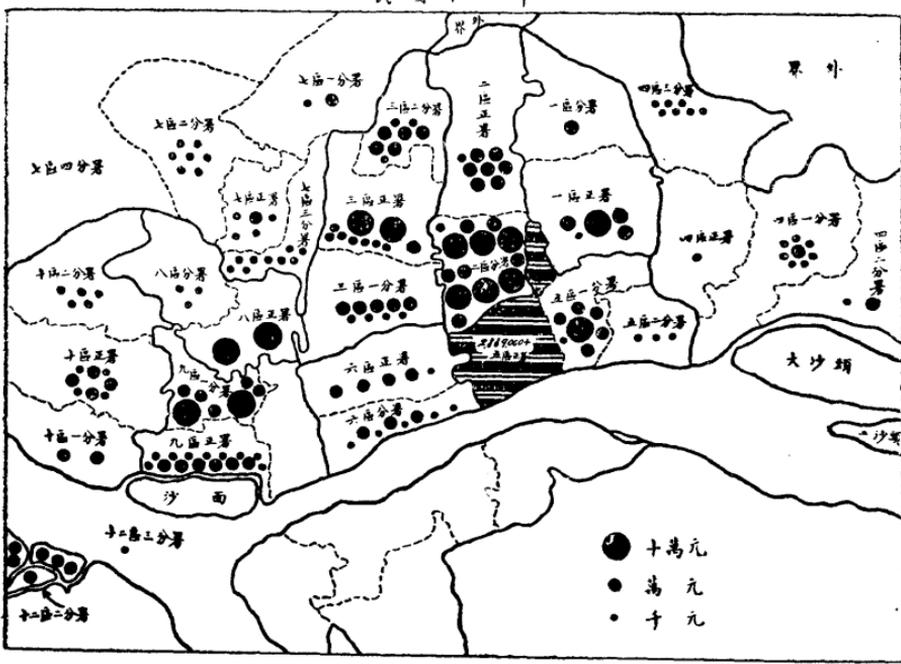 界外
界外
七區一分署
二區正署
一區分署
四區三分署
三區二分署
七區二分署
七區四分署
七區正署
七區三分署
三區正署
一區正署
四區正署
四區一分署
四區二分署
十區二分署
八區分署
三區一分署
二區分署
五區一分署
八區正署
五區二分署
2,869,000+
五區正署
大沙頭
十區正署
九區一分署
六區正署
六區分署
二沙頭
十區一分署
九區正署
沙面
十二區三分署
十二區二分署
十萬元
萬元
千元